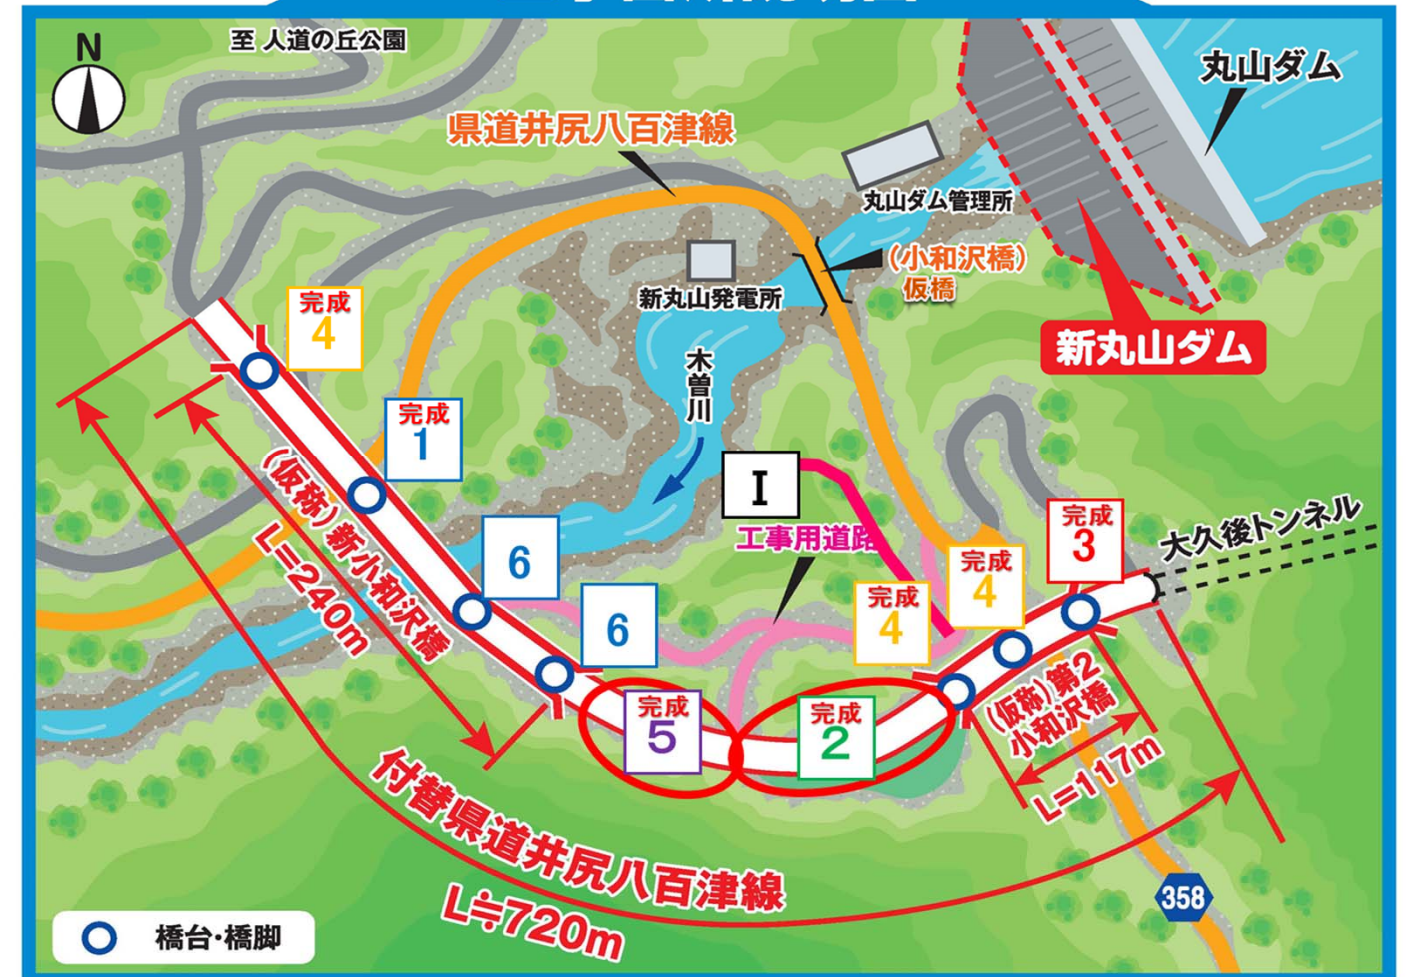 N
至 人道の丘公園
丸山ダム
県道井尻八百津線
丸山ダム管理所
(小和沢橋)
仮橋
新丸山発電所
新丸山ダム
木曽川
完成
4
完成
1
I
工事用道路
完成
3
大久後トンネル
6
6
完成
4
完成
4
(仮称)新小和沢橋
L=240m
完成
5
完成
2
(仮称)第2
小和沢橋
L=117m
付替県道井尻八百津線
L≒720m
358
橋台・橋脚